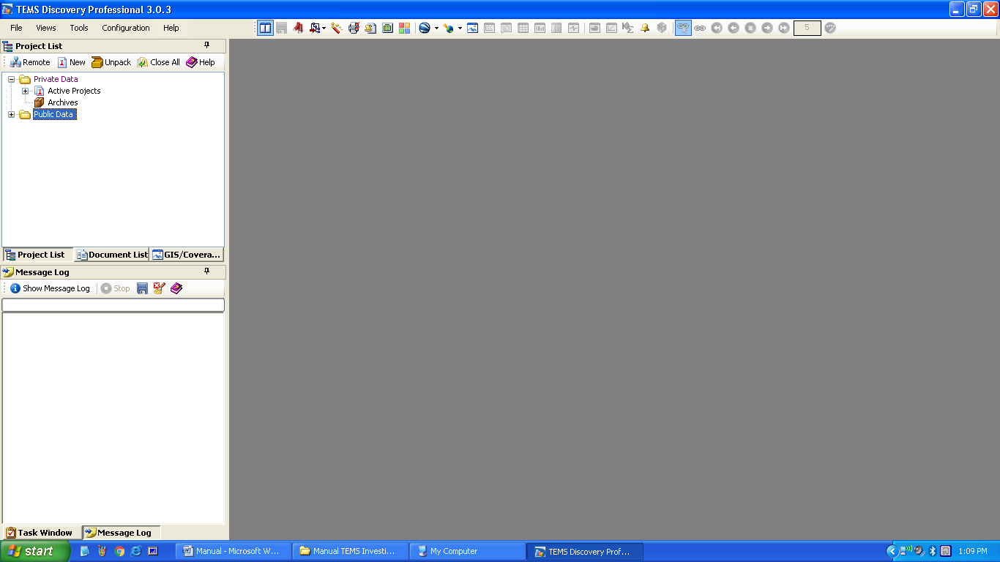 TEMS Discovery Professional 3.0.3
File Views Tools Configuration Help
5
Project List
Remote New Unpack Close All Help
Private Data
Active Projects
Archives
Public Data
Project List Document List GIS/Covera...
Message Log
Show Message Log Stop
Task Window Message Log
start Manual - Microsoft W... Manual TEMS Investi... My Computer TEMS Discovery Prof... 1:09 PM